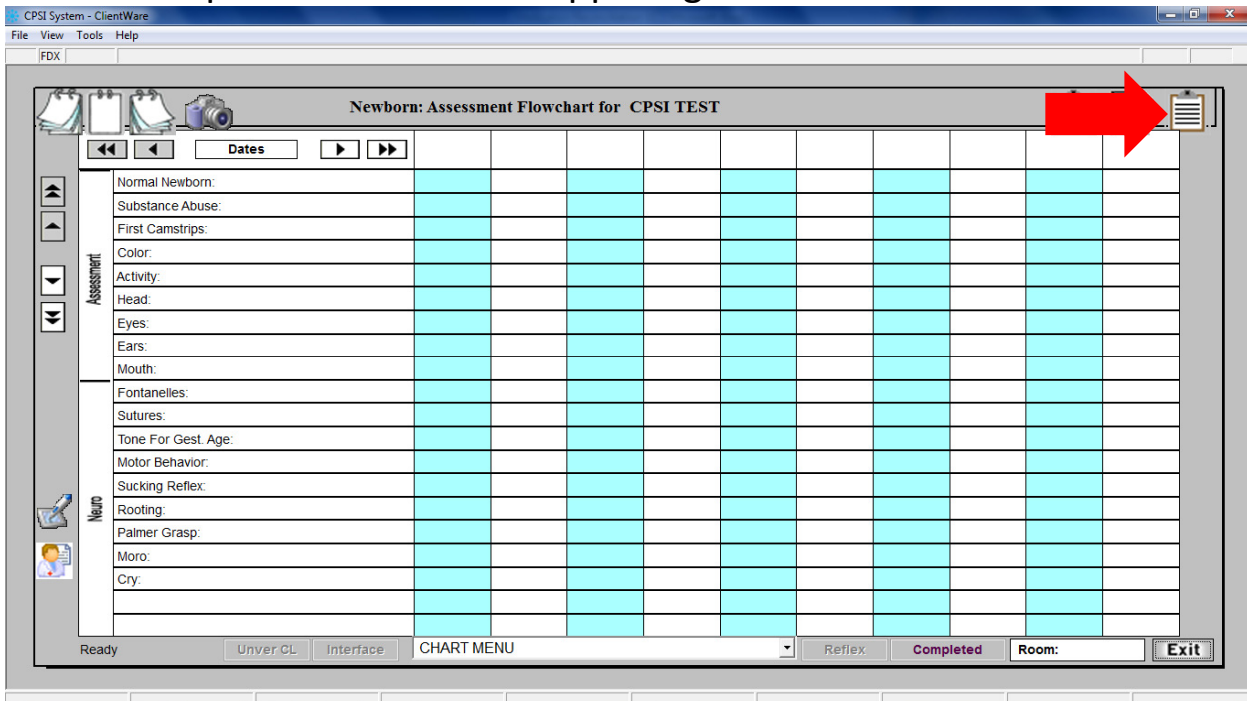 CPSI System - ClientWare
File View Tools Help
FDX
Newborn: Assessment Flowchart for CPSI TEST
Dates
Assessment
Normal Newborn:
Substance Abuse:
First Camstrips:
Color:
Activity:
Head:
Eyes:
Ears:
Mouth:
Neuro
Fontanelles:
Sutures:
Tone For Gest. Age:
Motor Behavior:
Sucking Reflex:
Rooting:
Palmer Grasp:
Moro:
Cry:
Ready Unver CL Interface CHART MENU Reflex Completed Room: Exit